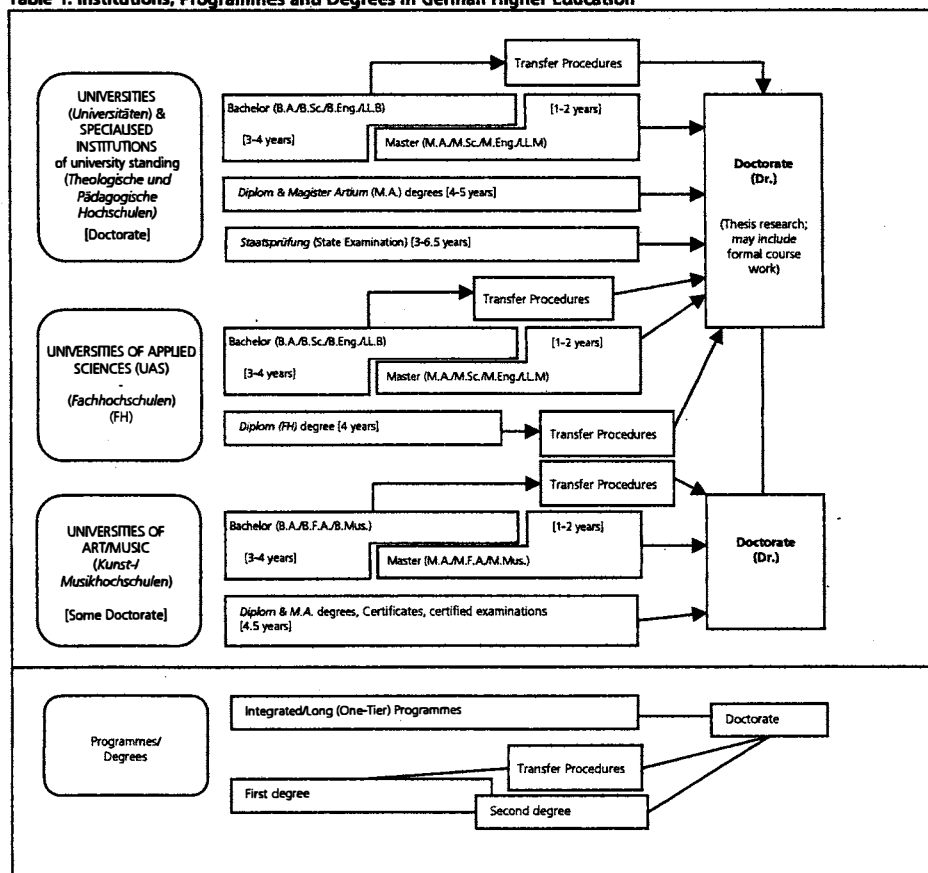 Table 1: Institutions, Programmes and Degrees in German Higher Education
UNIVERSITIES
(Universitäten) &
SPECIALISED
INSTITUTIONS
of university standing
(Theologische und
Pädagogische
Hochschulen)
[Doctorate]
Transfer Procedures
Bachelor (B.A./B.Sc./B.Eng./LL.B)
[3-4 years]
[1-2 years]
Master (M.A./M.Sc./M.Eng./LL.M)
Diplom & Magister Artium (M.A.) degrees [4-5 years]
Staatsprüfung (State Examination) [3-6.5 years]
Doctorate
(Dr.)
(Thesis research;
may include
formal course
work)
UNIVERSITIES OF APPLIED
SCIENCES (UAS)
-
(Fachhochschulen)
(FH)
Transfer Procedures
Bachelor (B.A./B.Sc./B.Eng./LL.B)
[3-4 years]
[1-2 years]
Master (M.A./M.Sc./M.Eng./LL.M)
Diplom (FH) degree [4 years]
Transfer Procedures
UNIVERSITIES OF
ART/MUSIC
(Kunst-/
Musikhochschulen)
[Some Doctorate]
Transfer Procedures
Bachelor (B.A./B.F.A./B.Mus.)
[3-4 years]
[1-2 years]
Master (M.A./M.F.A./M.Mus.)
Diplom & M.A. degrees, Certificates, certified examinations
[4.5 years]
Doctorate
(Dr.)
Programmes/
Degrees
Integrated/Long (One-Tier) Programmes
Doctorate
Transfer Procedures
First degree
Second degree